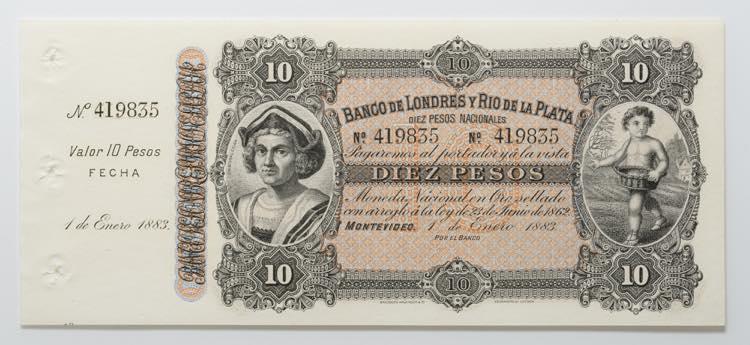 Nº 419835
Valor 10 Pesos
FECHA
1 de Enero 1883.
10
10
10
BANCO DE LONDRES Y RIO DE LA PLATA
DIEZ PESOS NACIONALES
Nº 419835 Nº 419835
Pagaremos al portador y á la vista
DIEZ PESOS
Moneda Nacional en Oro sellado
con arreglo á la ley de 23 de Junio de 1862.
MONTEVIDEO, 1º de Enero 1883.
POR EL BANCO
10
10
10